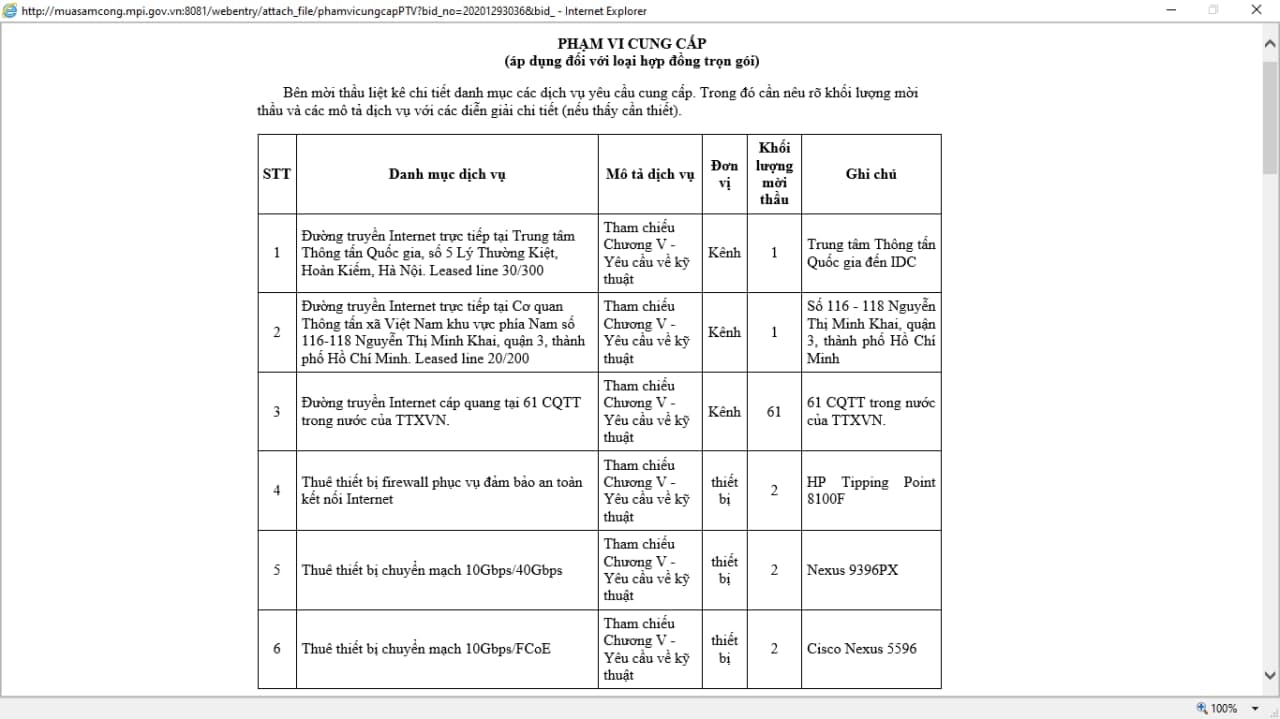 http://muasamcong.mpi.gov.vn:8081/webentry/attach_file/phamvicungcapPTV?bid_no=20201293036&bid_ - Internet Explorer
PHẠM VI CUNG CẤP
(áp dụng đối với loại hợp đồng trọn gói)
Bên mời thầu liệt kê chi tiết danh mục các dịch vụ yêu cầu cung cấp. Trong đó cần nêu rõ khối lượng mời
thầu và các mô tả dịch vụ với các diễn giải chi tiết (nếu thấy cần thiết).
STT
Danh mục dịch vụ
Mô tả dịch vụ
Đơn
vị
Khối
lượng
mời
thầu
Ghi chú
1
Đường truyền Internet trực tiếp tại Trung tâm
Thông tấn Quốc gia, số 5 Lý Thường Kiệt,
Hoàn Kiếm, Hà Nội. Leased line 30/300
Tham chiếu
Chương V -
Yêu cầu về kỹ
thuật
Kênh
1
Trung tâm Thông tấn
Quốc gia đến IDC
2
Đường truyền Internet trực tiếp tại Cơ quan
Thông tấn xã Việt Nam khu vực phía Nam số
116-118 Nguyễn Thị Minh Khai, quận 3, thành
phố Hồ Chí Minh. Leased line 20/200
Tham chiếu
Chương V -
Yêu cầu về kỹ
thuật
Kênh
1
Số 116 - 118 Nguyễn
Thị Minh Khai, quận
3, thành phố Hồ Chí
Minh
3
Đường truyền Internet cáp quang tại 61 CQTT
trong nước của TTXVN.
Tham chiếu
Chương V -
Yêu cầu về kỹ
thuật
Kênh
61
61 CQTT trong nước
của TTXVN.
4
Thuê thiết bị firewall phục vụ đảm bảo an toàn
kết nối Internet
Tham chiếu
Chương V -
Yêu cầu về kỹ
thuật
thiết
bị
2
HP Tipping Point
8100F
5
Thuê thiết bị chuyển mạch 10Gbps/40Gbps
Tham chiếu
Chương V -
Yêu cầu về kỹ
thuật
thiết
bị
2
Nexus 9396PX
6
Thuê thiết bị chuyển mạch 10Gbps/FCoE
Tham chiếu
Chương V -
Yêu cầu về kỹ
thuật
thiết
bị
2
Cisco Nexus 5596
100%